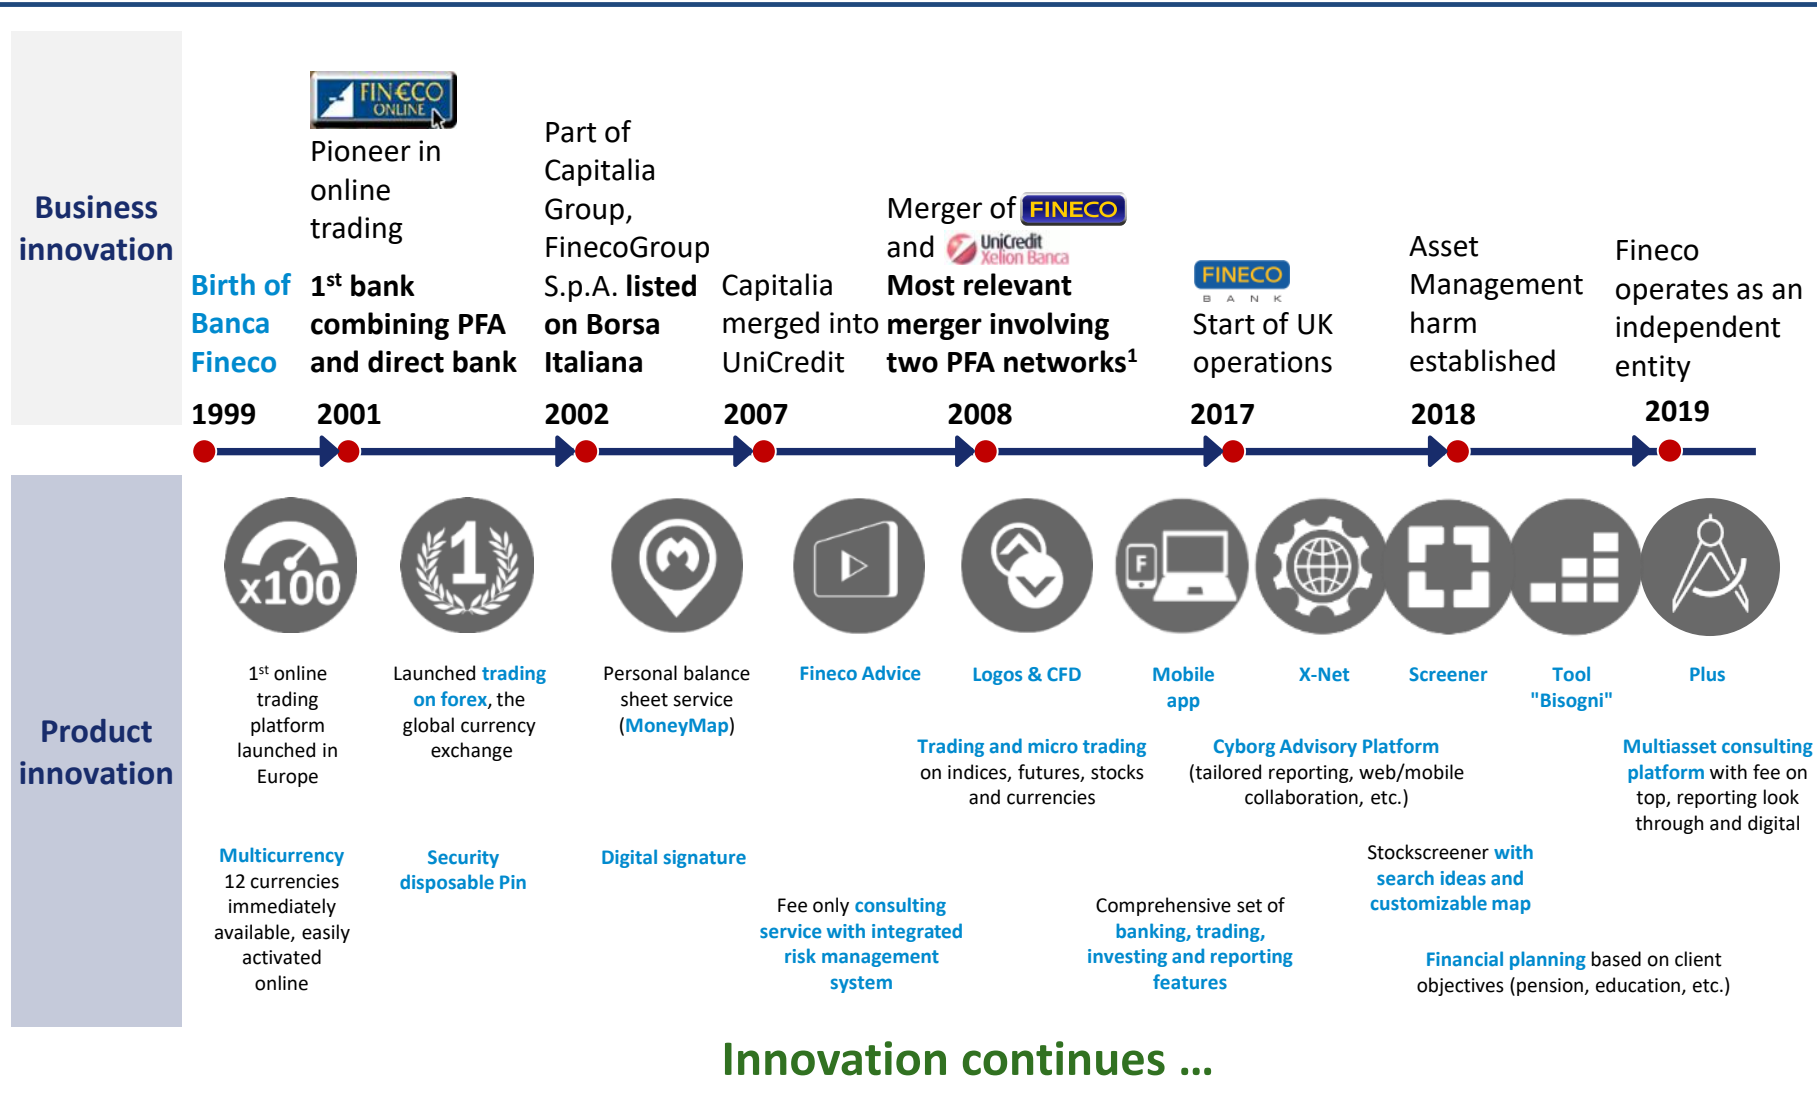 Business
innovation
Birth of
Banca
Fineco
1999
FIN€CO
ONLINE
Pioneer in
online
trading
1st bank
combining PFA
and direct bank
2001
Part of
Capitalia
Group,
FinecoGroup
S.p.A. listed
on Borsa
Italiana
2002
Capitalia
merged into
UniCredit
2007
Merger of FINECO
and UniCredit
Xelion Banca
Most relevant
merger involving
two PFA networks1
2008
FINECO
BANK
Start of UK
operations
2017
Asset
Management
harm
established
2018
Fineco
operates as an
independent
entity
2019
Product
innovation
x100
1st online
trading
platform
launched in
Europe
Multicurrency
12 currencies
immediately
available, easily
activated
online
1
Launched trading
on forex, the
global currency
exchange
Security
disposable Pin
M
Personal balance
sheet service
(MoneyMap)
Digital signature
Fineco Advice
Fee only consulting
service with integrated
risk management
system
Logos & CFD
Trading and micro trading
on indices, futures, stocks
and currencies
F
Mobile
app
Comprehensive set of
banking, trading,
investing and reporting
features
X-Net
Cyborg Advisory Platform
(tailored reporting, web/mobile
collaboration, etc.)
Screener
Stockscreener with
search ideas and
customizable map
Tool
"Bisogni"
Financial planning based on client
objectives (pension, education, etc.)
Plus
Multiasset consulting
platform with fee on
top, reporting look
through and digital
Innovation continues ...